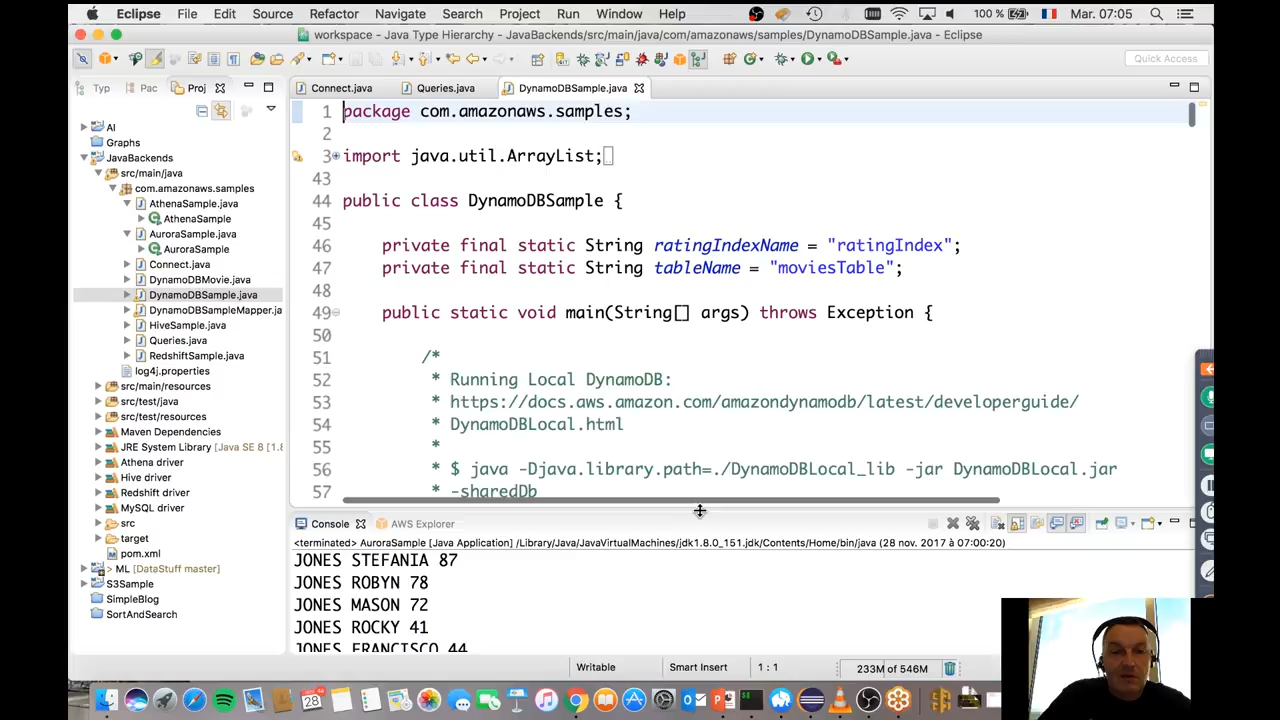 Eclipse File Edit Source Refactor Navigate Search Project Run Window Help 100 % Mar. 07:05
workspace - Java Type Hierarchy - JavaBackends/src/main/java/com/amazonaws/samples/DynamoDBSample.java - Eclipse
Quick Access
Typ Pac Proj
Connect.java Queries.java DynamoDBSample.java
AI
Graphs
JavaBackends
src/main/java
com.amazonaws.samples
AthenaSample.java
AthenaSample
AuroraSample.java
AuroraSample
Connect.java
DynamoDBMovie.java
DynamoDBSample.java
DynamoDBSampleMapper.ja
HiveSample.java
Queries.java
RedshiftSample.java
log4j.properties
src/main/resources
src/test/java
src/test/resources
Maven Dependencies
JRE System Library [Java SE 8 [1.8
Athena driver
Hive driver
Redshift driver
MySQL driver
src
target
pom.xml
> ML [DataStuff master]
S3Sample
SimpleBlog
SortAndSearch
1 package com.amazonaws.samples;
2
3 import java.util.ArrayList;
43
44 public class DynamoDBSample {
45
46 private final static String ratingIndexName = "ratingIndex";
47 private final static String tableName = "moviesTable";
48
49 public static void main(String[] args) throws Exception {
50
51 /*
52 * Running Local DynamoDB:
53 * https://docs.aws.amazon.com/amazondynamodb/latest/developerguide/
54 * DynamoDBLocal.html
55 *
56 * $ java -Djava.library.path=./DynamoDBLocal_lib -jar DynamoDBLocal.jar
57 * -sharedDb
Console AWS Explorer
<terminated> AuroraSample [Java Application] /Library/Java/JavaVirtualMachines/jdk1.8.0_151.jdk/Contents/Home/bin/java (28 nov. 2017 à 07:00:20)
JONES STEFANIA 87
JONES ROBYN 78
JONES MASON 72
JONES ROCKY 41
JONES FRANCISCO 44
Writable Smart Insert 1 : 1 233M of 546M
28